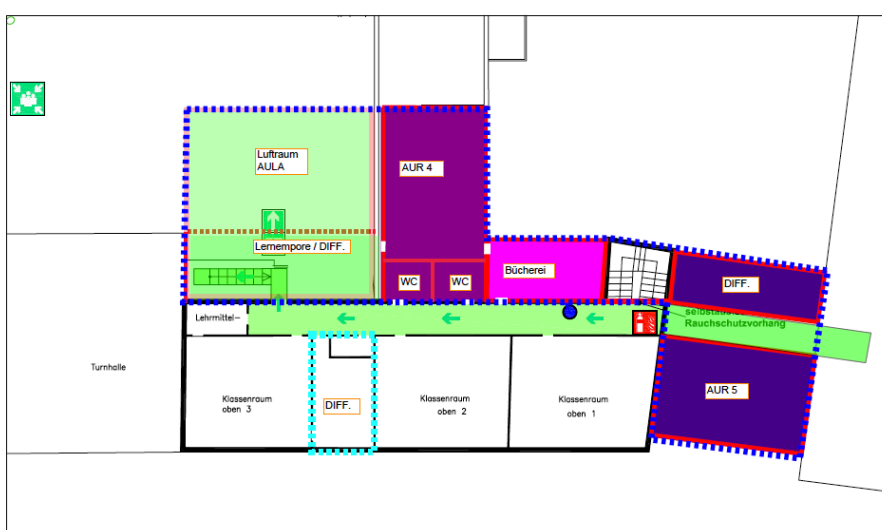 Luftraum
AULA
AUR 4
Lernempore / DIFF.
WC
WC
Bücherei
DIFF.
Lehrmittel-
Rauchschutzvorhang
Turnhalle
Klassenraum
oben 3
DIFF.
Klassenraum
oben 2
Klassenraum
oben 1
AUR 5